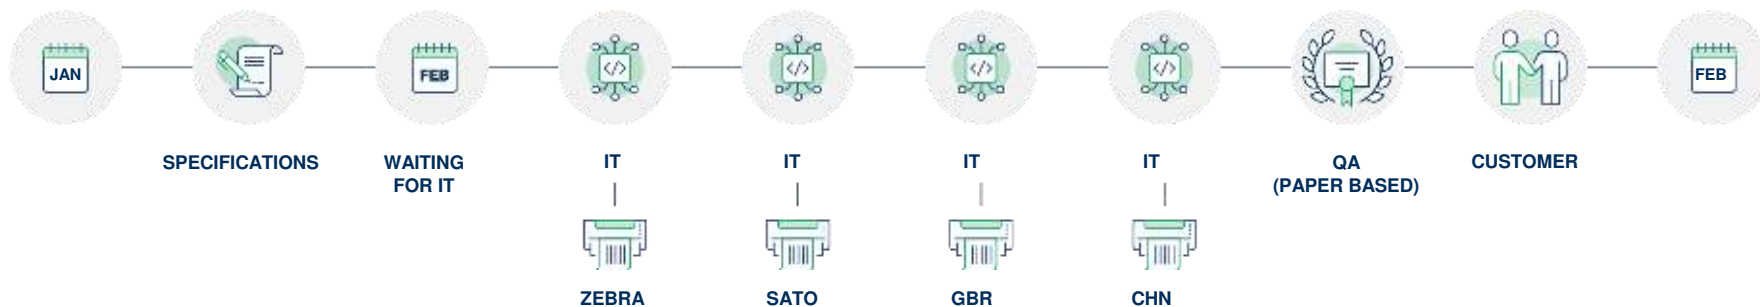 JAN
FEB
FEB
SPECIFICATIONS
WAITING
FOR IT
IT
IT
IT
IT
QA
(PAPER BASED)
CUSTOMER
ZEBRA
SATO
GBR
CHN